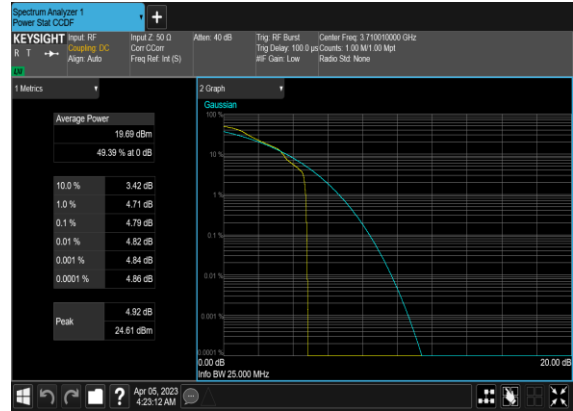 Spectrum Analyzer 1
Power Stat CCDF
KEYSIGHT
R T
LXI
Input: RF
Coupling: DC
Align: Auto
Input Z: 50 Ω
Corr CCorr
Freq Ref: Int (S)
Atten: 40 dB
Trig: RF Burst
Trig Delay: 100.0 µs
#IF Gain: Low
Center Freq: 3.710010000 GHz
Counts: 1.00 M/1.00 Mpt
Radio Std: None
1 Metrics
Average Power
19.69 dBm
49.39 % at 0 dB
10.0 % 3.42 dB
1.0 % 4.71 dB
0.1 % 4.79 dB
0.01 % 4.82 dB
0.001 % 4.84 dB
0.0001 % 4.86 dB
Peak
4.92 dB
24.61 dBm
2 Graph
Gaussian
100 %
10 %
1 %
0.1 %
0.01 %
0.001 %
0.0001 %
0.00 dB 20.00 dB
Info BW 25.000 MHz
?
Apr 05, 2023
4:23:12 AM